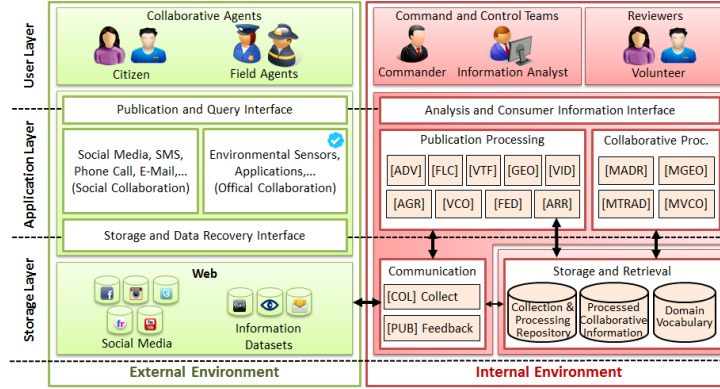 User Layer
Collaborative Agents
Citizen
Field Agents
Command and Control Teams
Commander
Information Analyst
Reviewers
Volunteer
Application Layer
Publication and Query Interface
Social Media, SMS,
Phone Call, E-Mail,...
(Social Collaboration)
Environmental Sensors,
Applications,...
(Offical Collaboration)
Storage and Data Recovery Interface
Analysis and Consumer Information Interface
Publication Processing
[ADV]
[FLC]
[VTF]
[GEO]
[VID]
[AGR]
[VCO]
[FED]
[ARR]
Collaborative Proc.
[MADR]
[MGEO]
[MTRAD]
[MVCO]
Storage Layer
Web
Social Media
Information
Datasets
Communication
[COL] Collect
[PUB] Feedback
Storage and Retrieval
Collection &
Processing
Repository
Processed
Collaborative
Information
Domain
Vocabulary
External Environment
Internal Environment